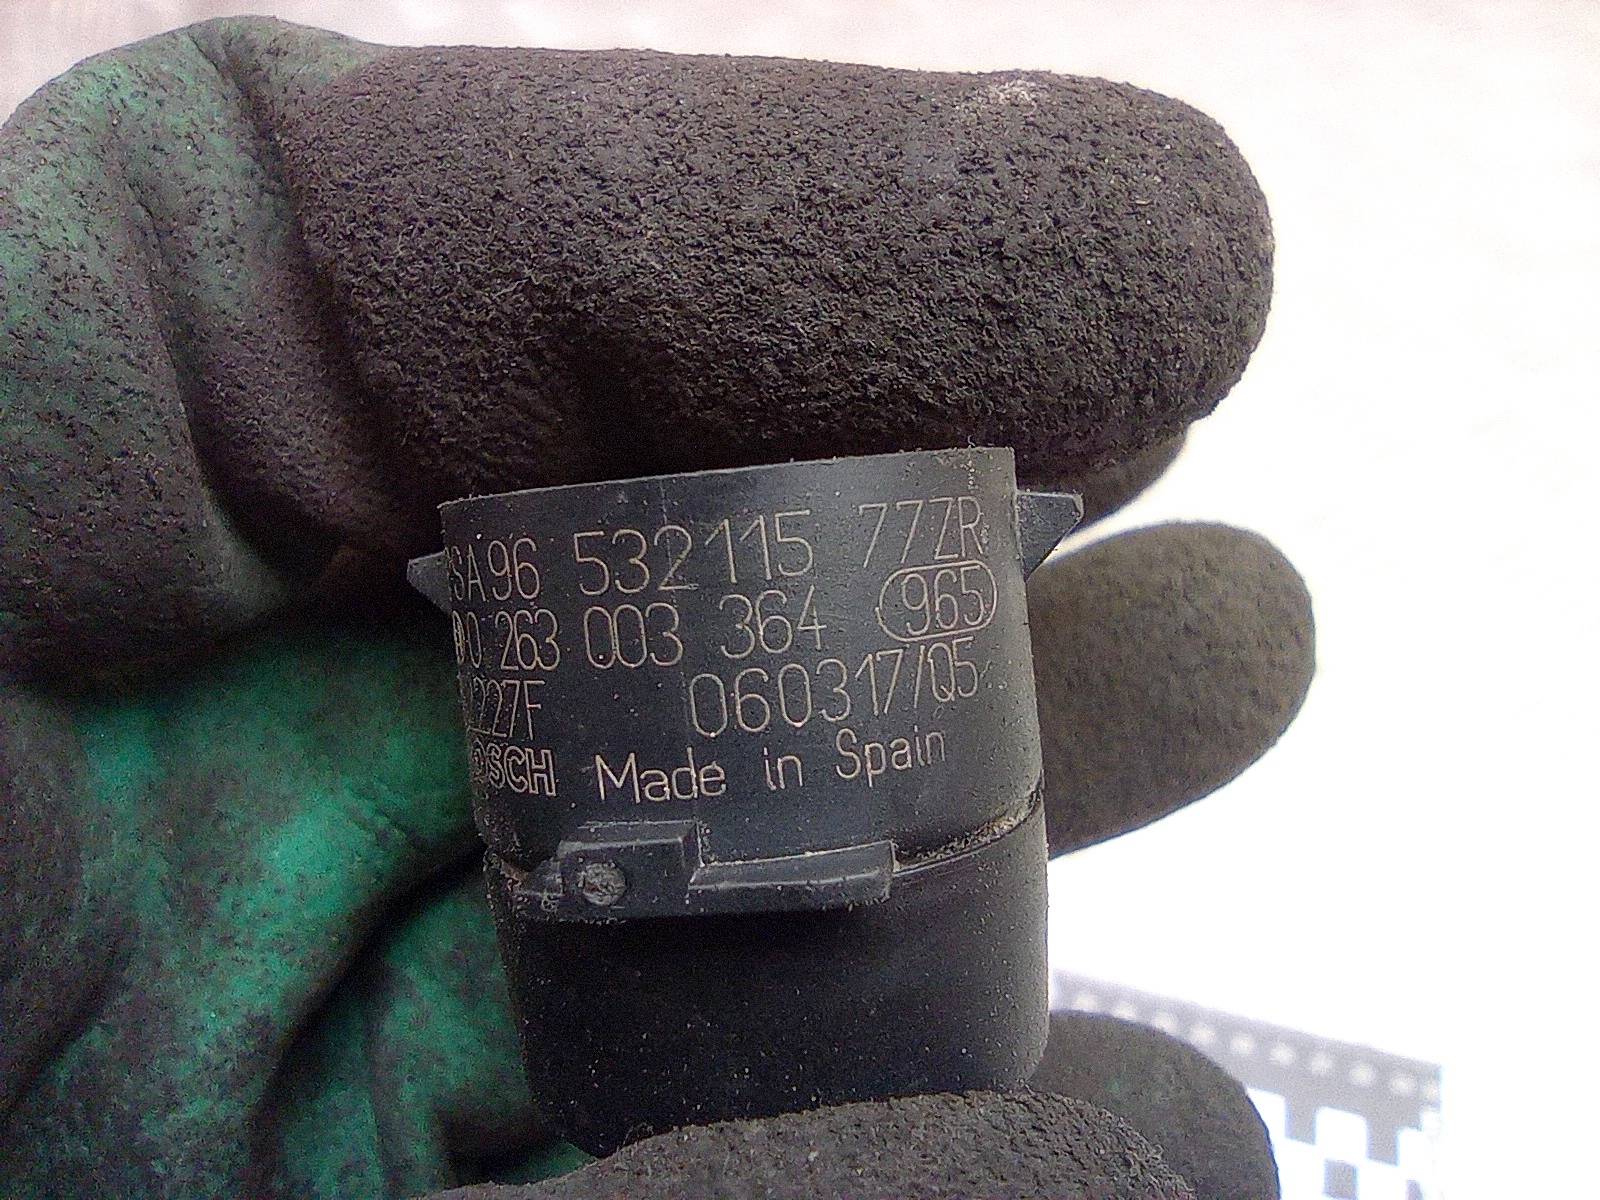 SA96 532115 77ZR
0 263 003 364 965
227F 060317/Q5
OSCH Made in Spain